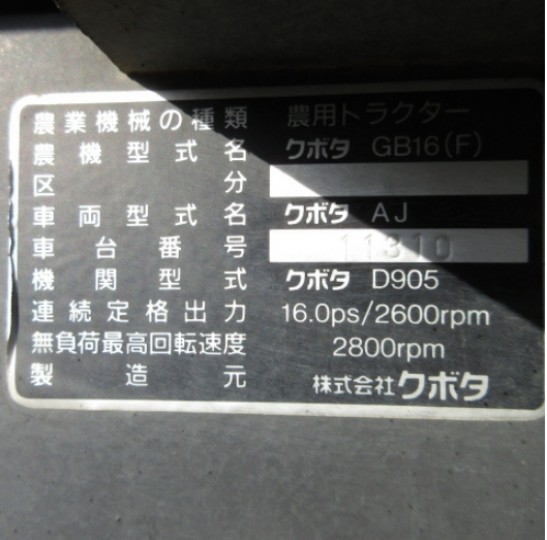 農業機械の種類 農用トラクター
農機型式名 クボタ GB16(F)
区分
車両型式名 クボタ AJ
車台番号 11310
機関型式 クボタ D905
連続定格出力 16.0ps/2600rpm
無負荷最高回転速度 2800rpm
製造元 株式会社クボタ